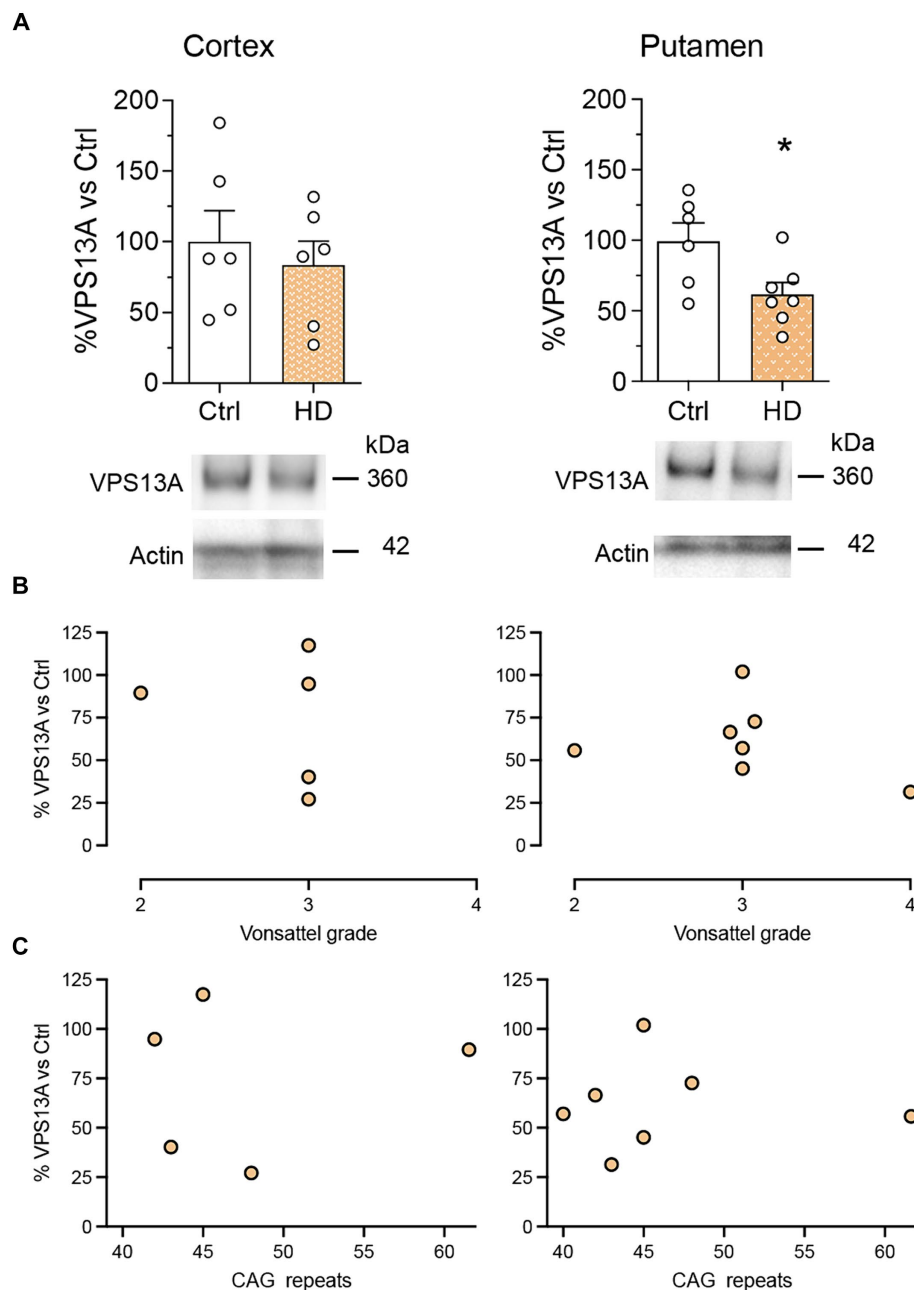 A
Cortex
Putamen
%VPS13A vs Ctrl
200
150
100
50
0
Ctrl HD
%VPS13A vs Ctrl
200
150
100
50
0
*
Ctrl HD
kDa
VPS13A 360
Actin 42
kDa
VPS13A 360
Actin 42
B
% VPS13A vs Ctrl
125
100
75
50
25
0
2 3 4
Vonsattel grade
125
100
75
50
25
0
2 3 4
Vonsattel grade
C
% VPS13A vs Ctrl
125
100
75
50
25
0
40 45 50 55 60
CAG repeats
125
100
75
50
25
0
40 45 50 55 60
CAG repeats